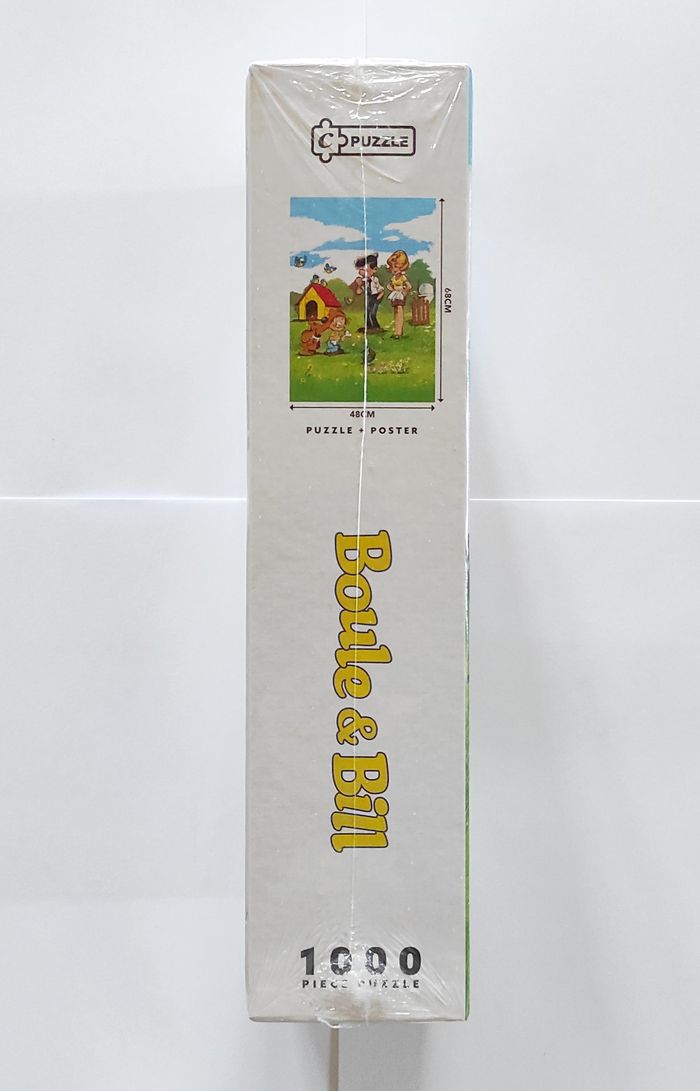 C PUZZLE
68CM
48CM
PUZZLE + POSTER
Boule & Bill
1000
PIECE PUZZLE